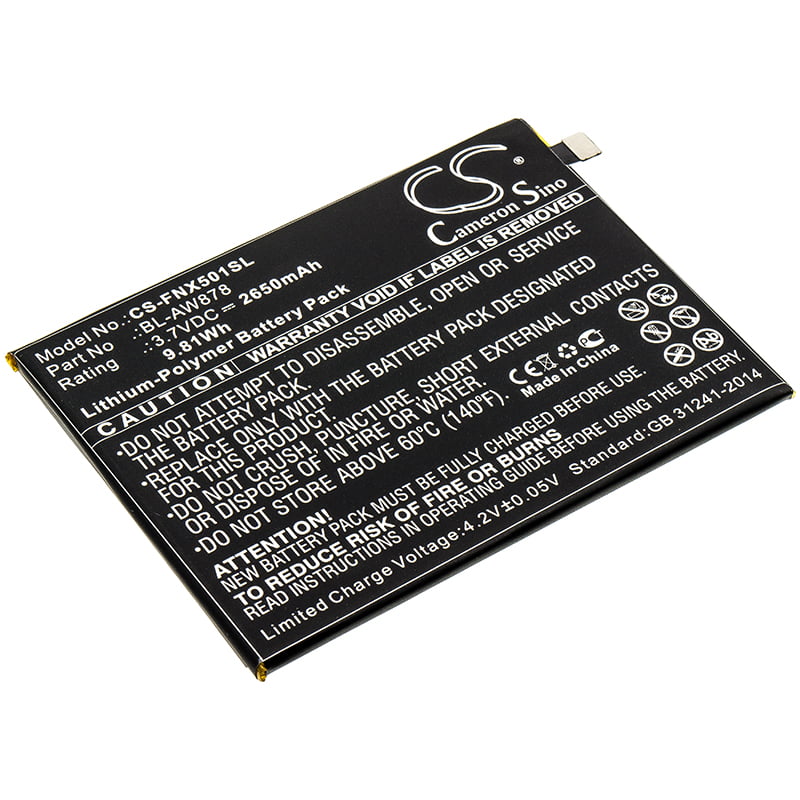 CS®
Cameron Sino
Model No.:CS-FNX501SL
Part No :BL-AW878
Rating :3.7VDC⎓ 2650mAh
9.81Wh
Lithium-Polymer Battery Pack
CAUTION: WARRANTY VOID IF THIS LABEL IS REMOVED
•DO NOT ATTEMPT TO DISASSEMBLE, OPEN OR SERVICE
THE BATTERY PACK.
•REPLACE ONLY WITH THE BATTERY PACK SPECIFIED
FOR THIS PRODUCT.
•DO NOT CRUSH, PUNCTURE, SHORT EXTERNAL CONTACTS
OR DISPOSE OF IN FIRE OR WATER.
•DO NOT STORE ABOVE 60°C (140°F)
CE
Made in China
ATTENTION!
NEW BATTERY PACK MUST BE FULLY CHARGED BEFORE USE
TO REDUCE RISK OF FIRE OR BURNS
READ INSTRUCTIONS AND SAFETY GUIDE BEFORE USING
Limited Charge Voltage:4.2V±0.05V Standard:GB 31241-2014